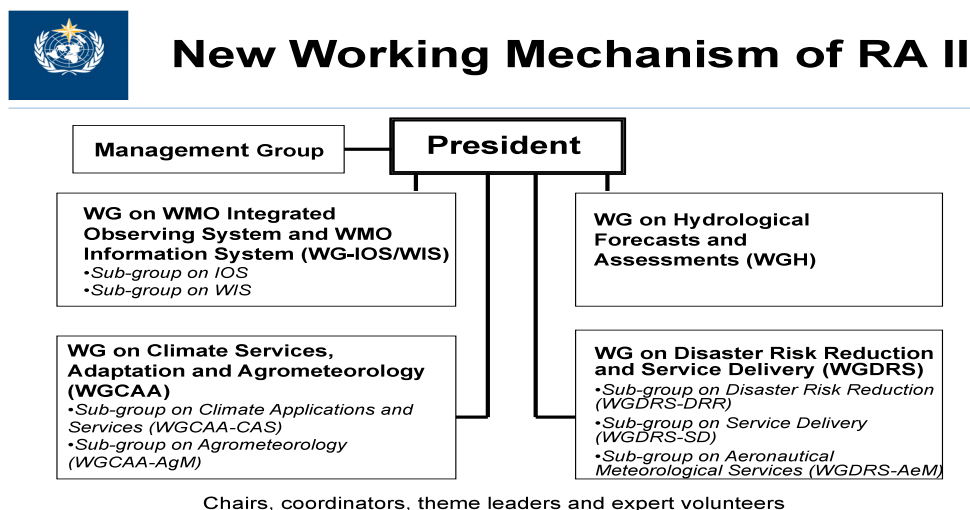 New Working Mechanism of RA II
Management Group
President
WG on WMO Integrated
Observing System and WMO
Information System (WG-IOS/WIS)
•Sub-group on IOS
•Sub-group on WIS
WG on Hydrological
Forecasts and
Assessments (WGH)
WG on Climate Services,
Adaptation and Agrometeorology
(WGCAA)
•Sub-group on Climate Applications and
Services (WGCAA-CAS)
•Sub-group on Agrometeorology
(WGCAA-AgM)
WG on Disaster Risk Reduction
and Service Delivery (WGDRS)
•Sub-group on Disaster Risk Reduction
(WGDRS-DRR)
•Sub-group on Service Delivery
(WGDRS-SD)
•Sub-group on Aeronautical
Meteorological Services (WGDRS-AeM)
Chairs, coordinators, theme leaders and expert volunteers